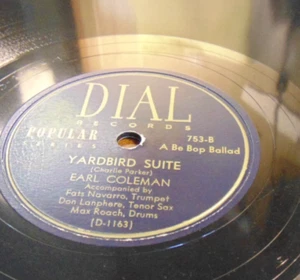 DIAL
RECORDS
POPULAR
SERIES
753-B
A Be Bop Ballad
YARDBIRD SUITE
(Charlie Parker)
EARL COLEMAN
Accompanied by
Fats Navarro, Trumpet
Don Lanphere, Tenor Sax
Max Roach, Drums
(D-1163)